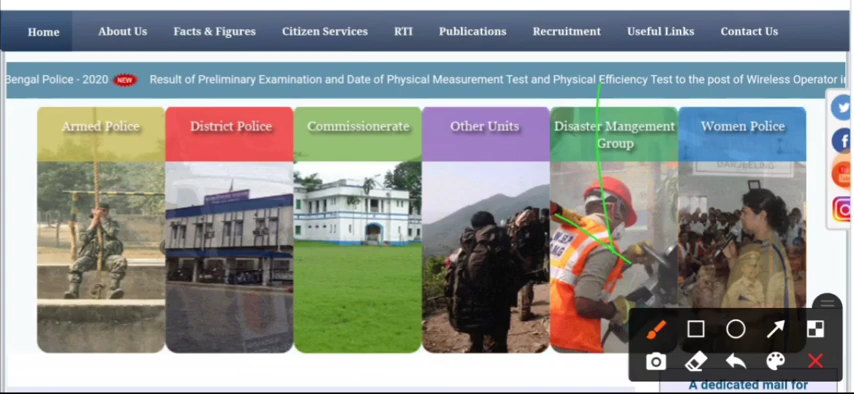 Home About Us Facts & Figures Citizen Services RTI Publications Recruitment Useful Links Contact Us
Bengal Police - 2020 NEW Result of Preliminary Examination and Date of Physical Measurement Test and Physical Efficiency Test to the post of Wireless Operator in
Armed Police District Police Commissionerate Other Units Disaster Mangement Group Women Police
DARJEELING
A dedicated mail for